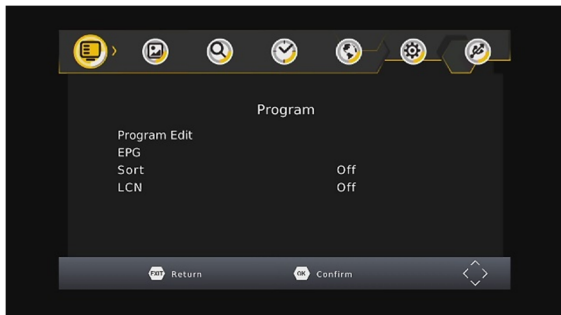 Program
Program Edit
EPG
Sort Off
LCN Off
EXIT Return OK Confirm